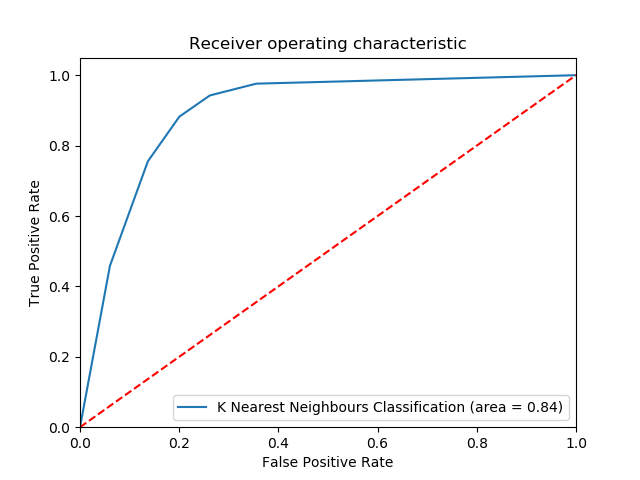 Receiver operating characteristic
1.0
0.8
0.6
0.4
0.2
0.0
True Positive Rate
K Nearest Neighbours Classification (area = 0.84)
0.0 0.2 0.4 0.6 0.8 1.0
False Positive Rate